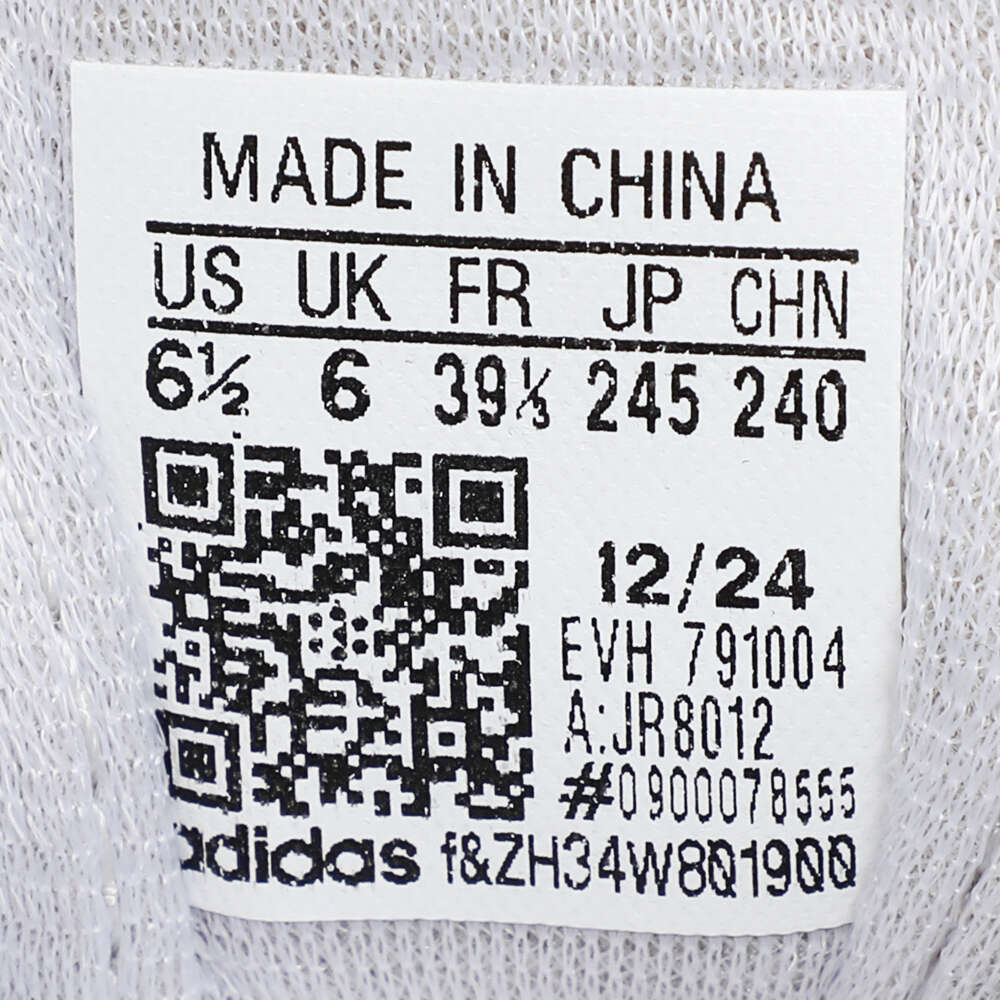 MADE IN CHINA
US UK FR JP CHN
6½ 6 39⅓ 245 240
12/24
EVH 791004
A:JR8012
#0900078555
adidas f&ZH34W801900